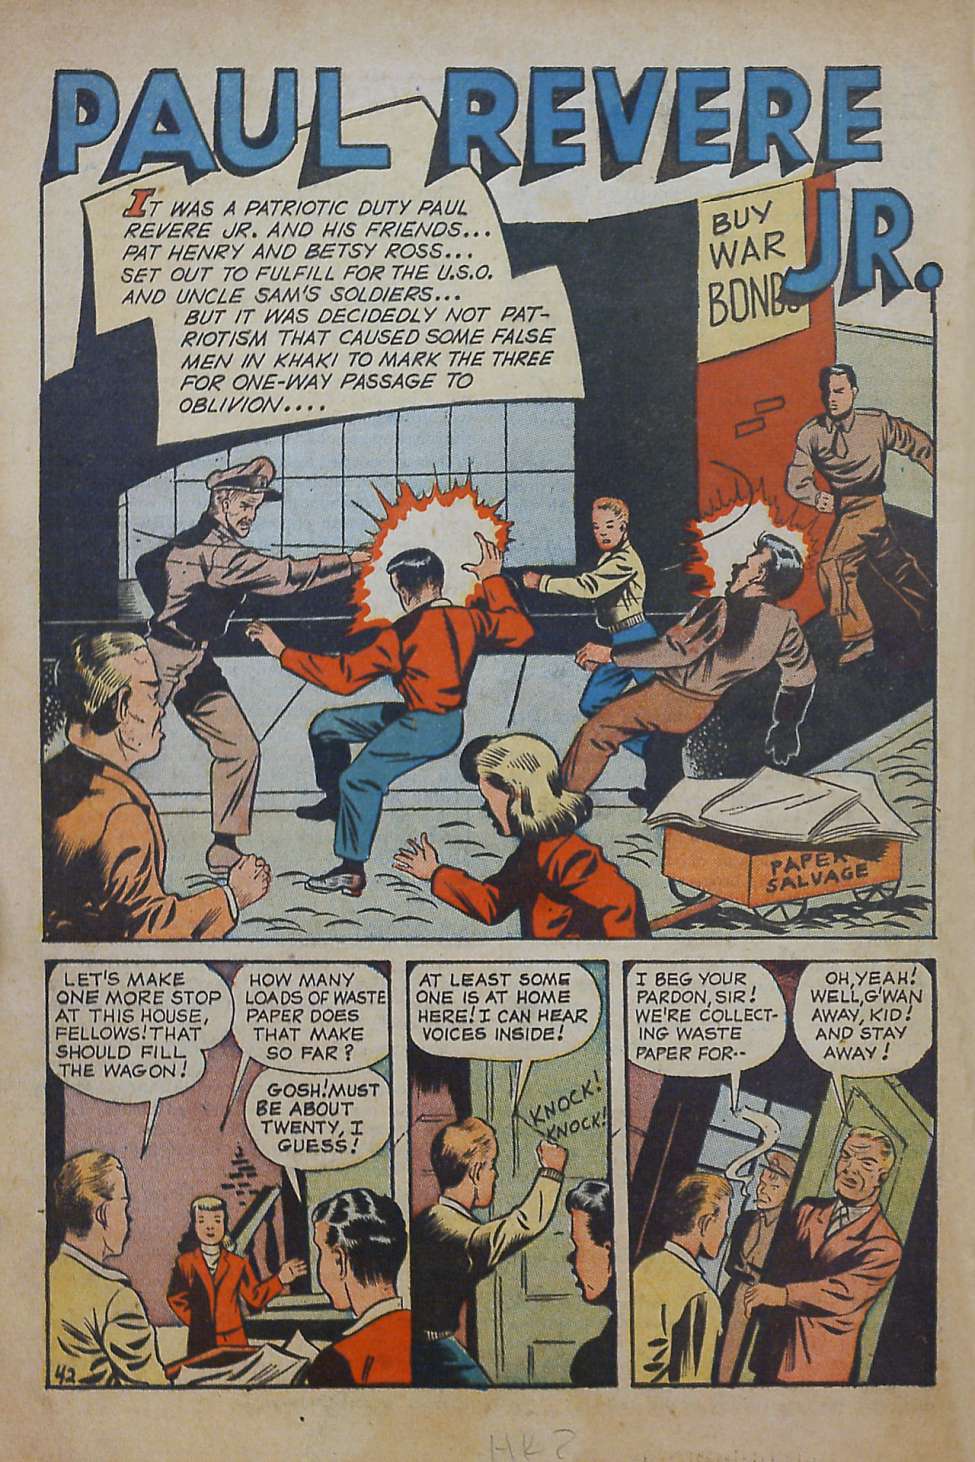 PAUL REVERE
JR.
IT WAS A PATRIOTIC DUTY PAUL
REVERE JR. AND HIS FRIENDS...
PAT HENRY AND BETSY ROSS...
SET OUT TO FULFILL FOR THE U.S.O.
AND UNCLE SAM'S SOLDIERS...
BUT IT WAS DECIDEDLY NOT PAT-
RIOTISM THAT CAUSED SOME FALSE
MEN IN KHAKI TO MARK THE THREE
FOR ONE-WAY PASSAGE TO
OBLIVION....
BUY
WAR
BONDS
PAPER
SALVAGE
LET'S MAKE
ONE MORE STOP
AT THIS HOUSE,
FELLOWS! THAT
SHOULD FILL
THE WAGON!
HOW MANY
LOADS OF WASTE
PAPER DOES
THAT MAKE
SO FAR?
GOSH! MUST
BE ABOUT
TWENTY, I
GUESS!
AT LEAST SOME
ONE IS AT HOME
HERE! I CAN HEAR
VOICES INSIDE!
KNOCK!
KNOCK!
I BEG YOUR
PARDON, SIR!
WE'RE COLLECT-
ING WASTE
PAPER FOR--
OH, YEAH!
WELL, G'WAN
AWAY, KID!
AND STAY
AWAY!
42